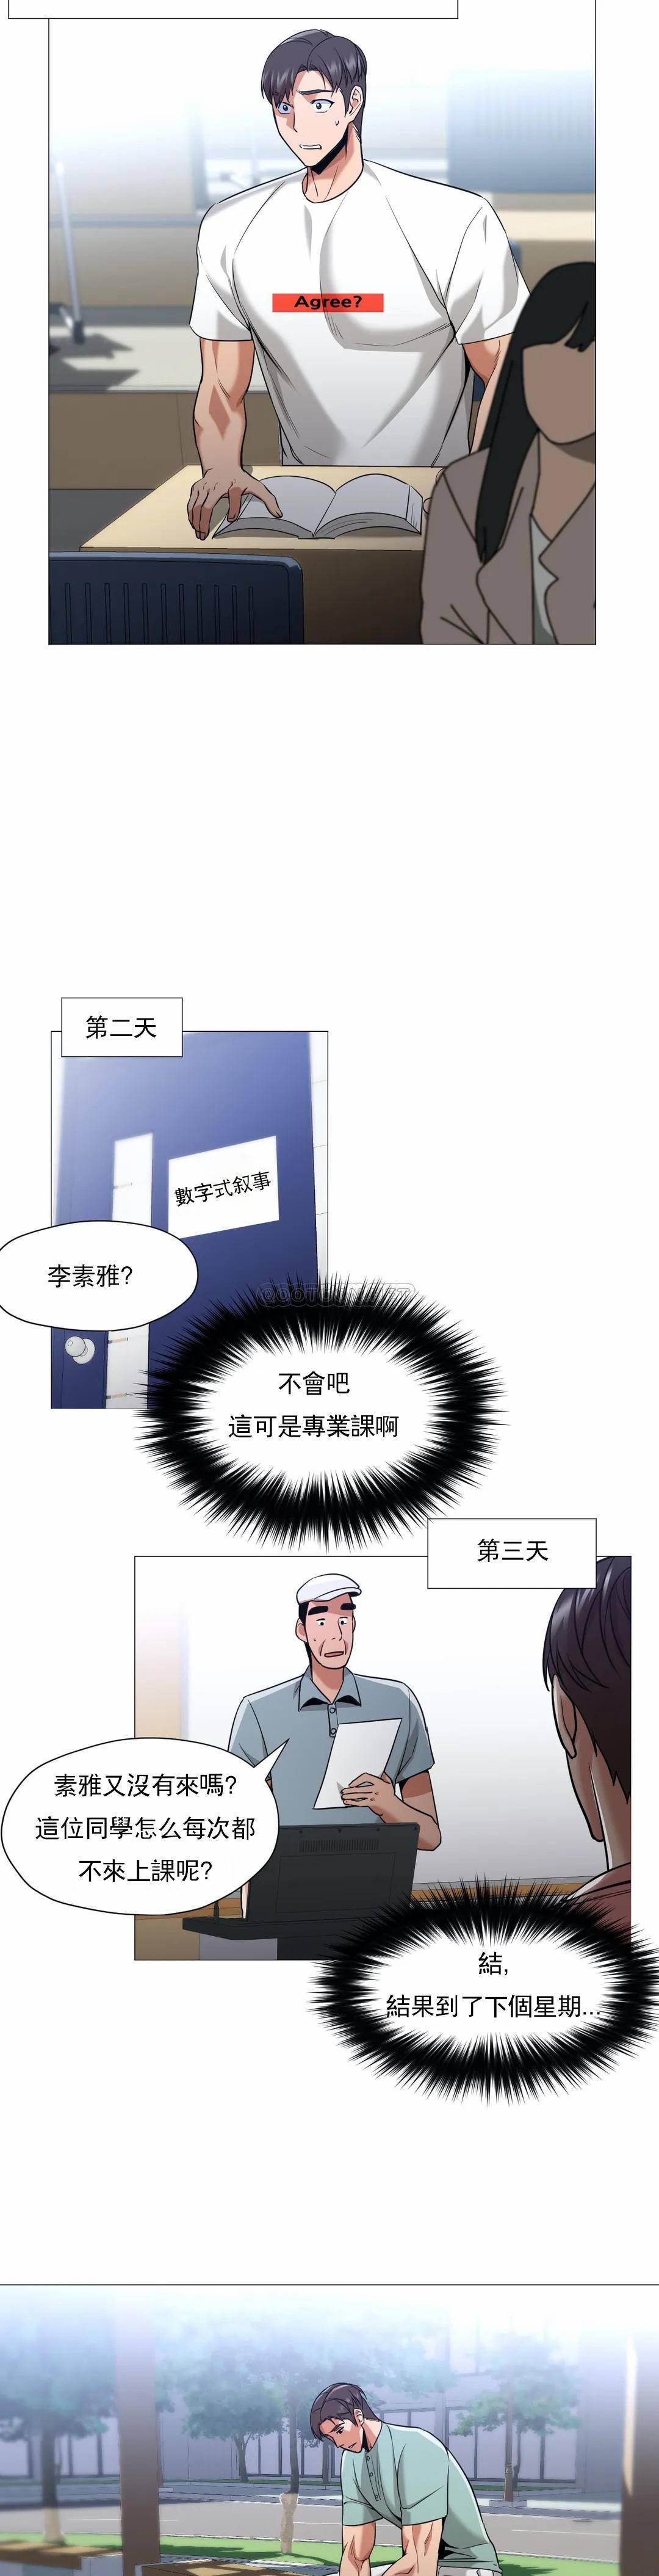 Agree?
第二天
數字式叙事
李素雅?
不會吧
這可是專業課啊
第三天
素雅又沒有來嗎?
這位同學怎么每次都
不來上課呢?
結,
結果到了下個星期...